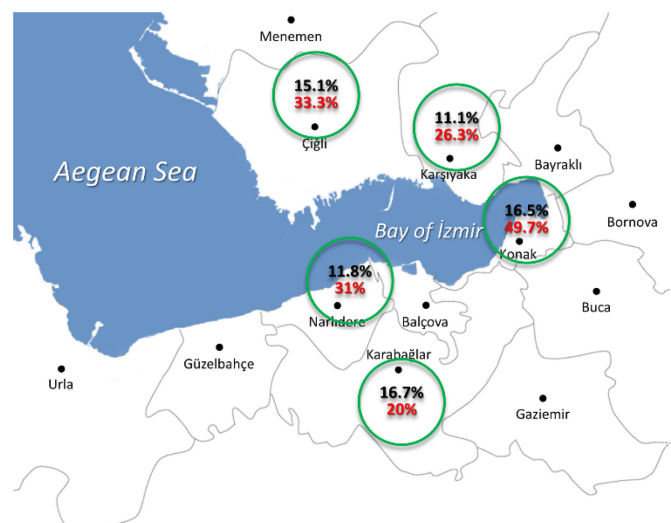 Menemen
15.1%
33.3%
Çiğli
11.1%
26.3%
Karşıyaka
Bayraklı
Aegean Sea
Bay of İzmir
16.5%
49.7%
Konak
Bornova
11.8%
31%
Narlıdere
Balçova
Buca
Güzelbahçe
Karabağlar
Urla
16.7%
20%
Gaziemir